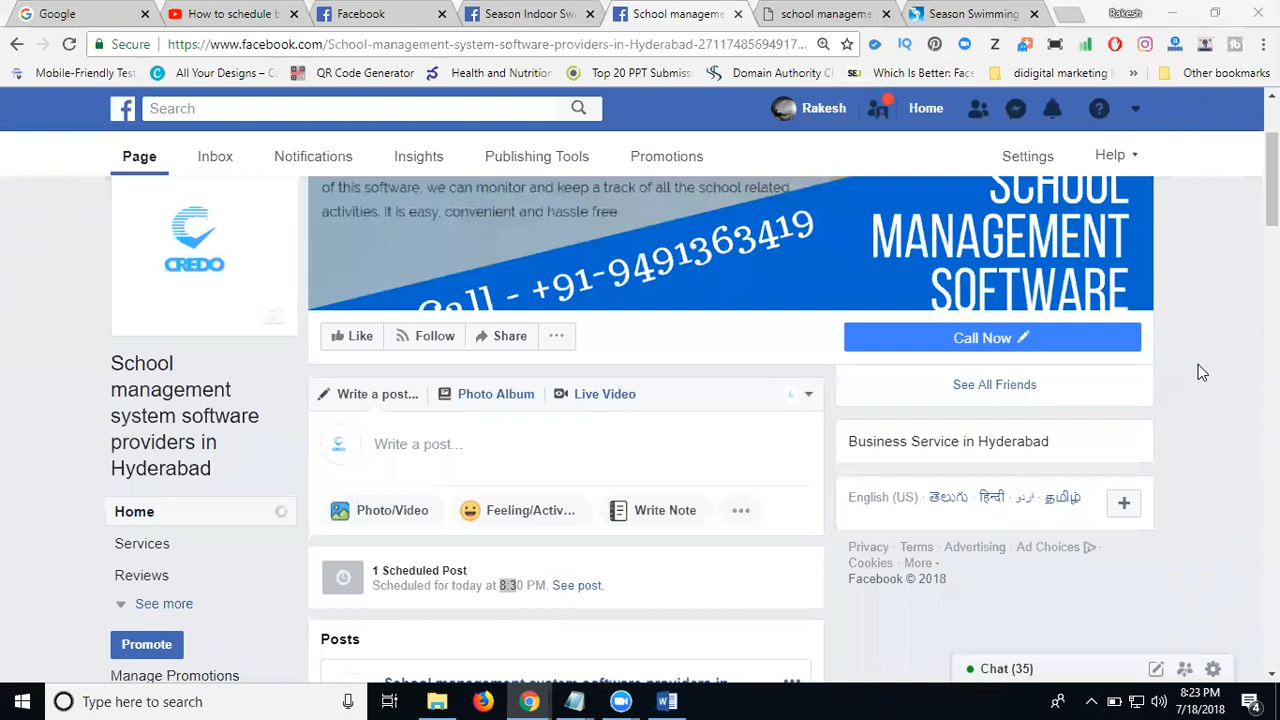 Google
How to schedule b
Facebook
Season Indoor Sw
School manageme
school manageme
Season Swimming
Rakesh
Secure
https://www.facebook.com/School-management-system-software-providers-in-Hyderabad-27117485694917...
Mobile-Friendly Test
All Your Designs – C
QR Code Generator
Health and Nutrition
Top 20 PPT Submiss
Domain Authority C
Which Is Better: Fac
didigital marketing
»
Other bookmarks
Search
Rakesh
Home
Page
Inbox
Notifications
Insights
Publishing Tools
Promotions
Settings
Help
CREDO
of this software, we can monitor and keep a track of all the school related
activities. It is easy, convenient and hassle free
Call - +91-9491363419
SCHOOL
MANAGEMENT
SOFTWARE
Like
Follow
Share
...
Call Now
School
management
system software
providers in
Hyderabad
Write a post...
Photo Album
Live Video
Write a post...
See All Friends
Business Service in Hyderabad
Photo/Video
Feeling/Activ...
Write Note
...
English (US) · తెలుగు · हिन्दी · اردو · தமிழ்
Home
Services
Reviews
See more
Promote
Manage Promotions
1 Scheduled Post
Scheduled for today at 8:30 PM. See post.
Posts
School management system software providers in
Privacy · Terms · Advertising · Ad Choices ·
Cookies · More
Facebook © 2018
Chat (35)
Type here to search
8:23 PM
7/18/2018
4